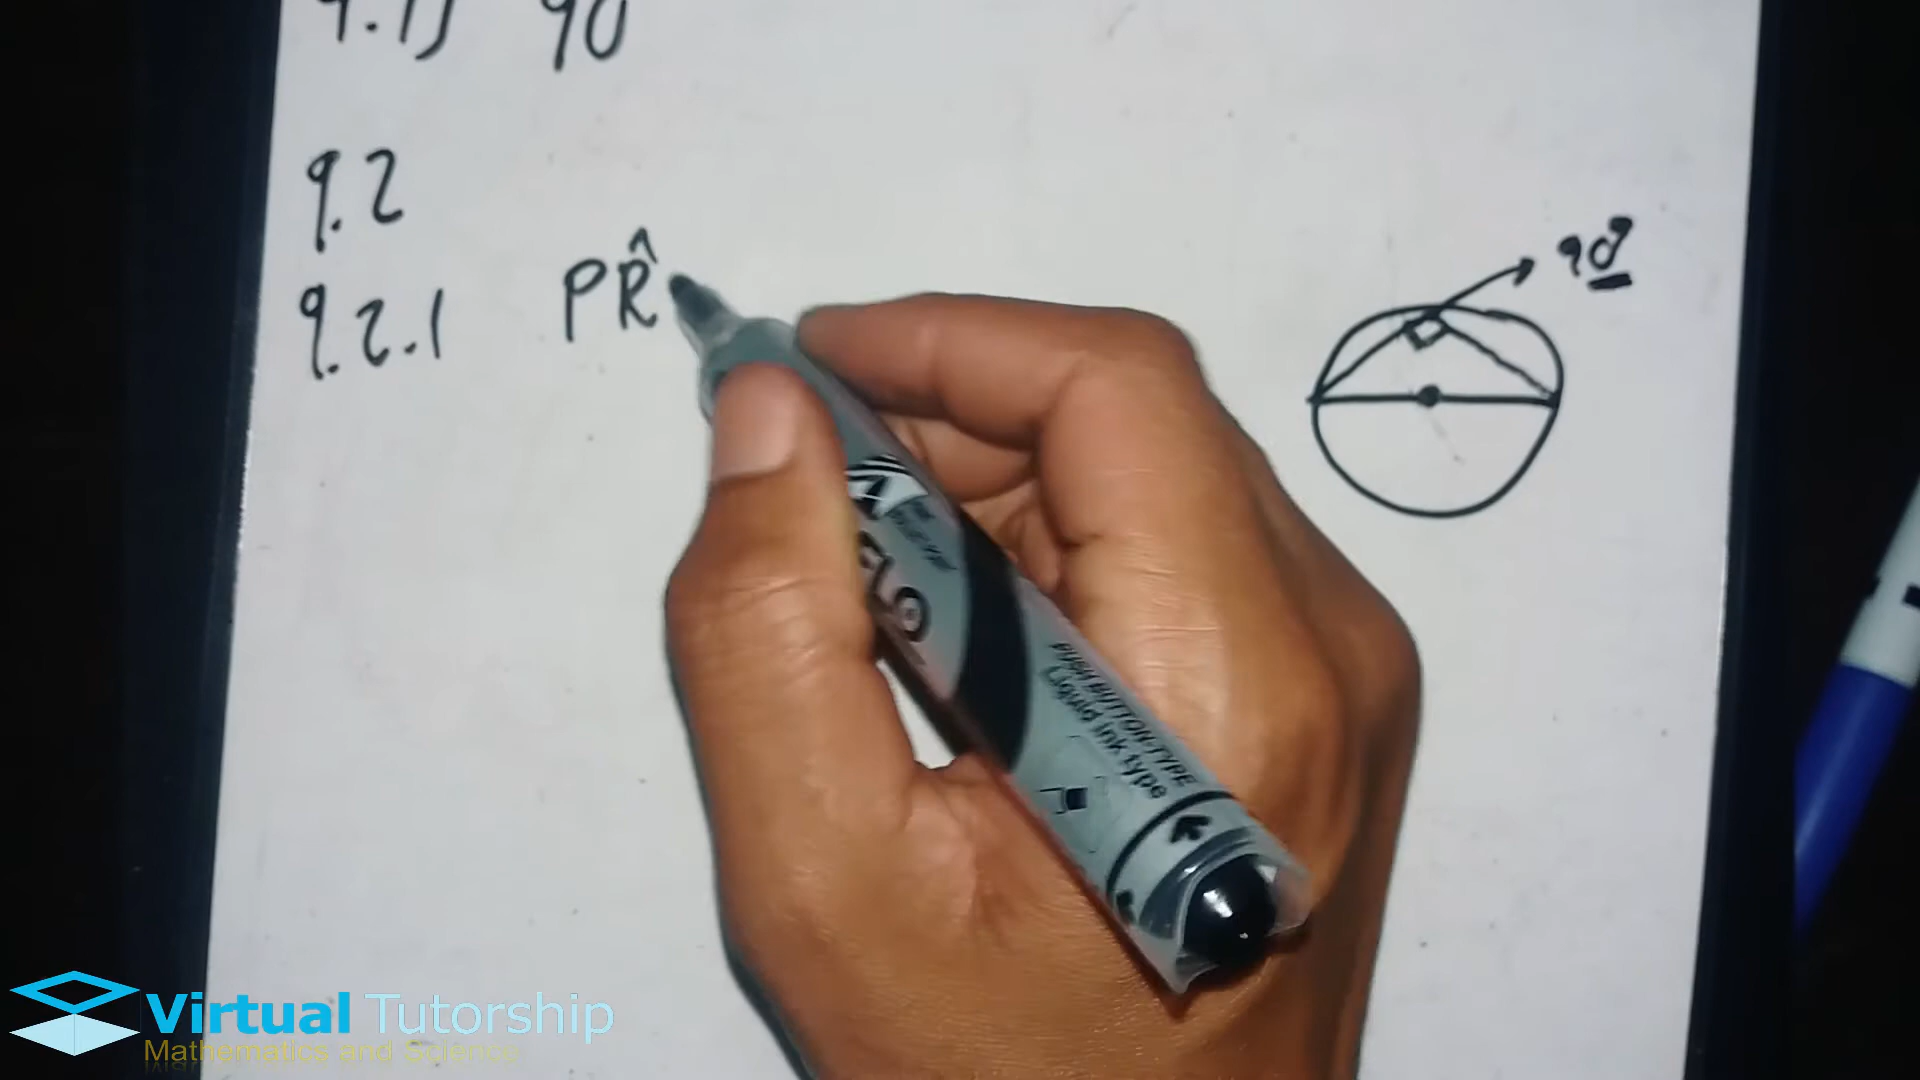 9.1) 90
9.2
9.2.1 PR̂
90°
FLO
PUSH BUTTON TYPE
Liquid ink type
Virtual Tutorship
Mathematics and Science